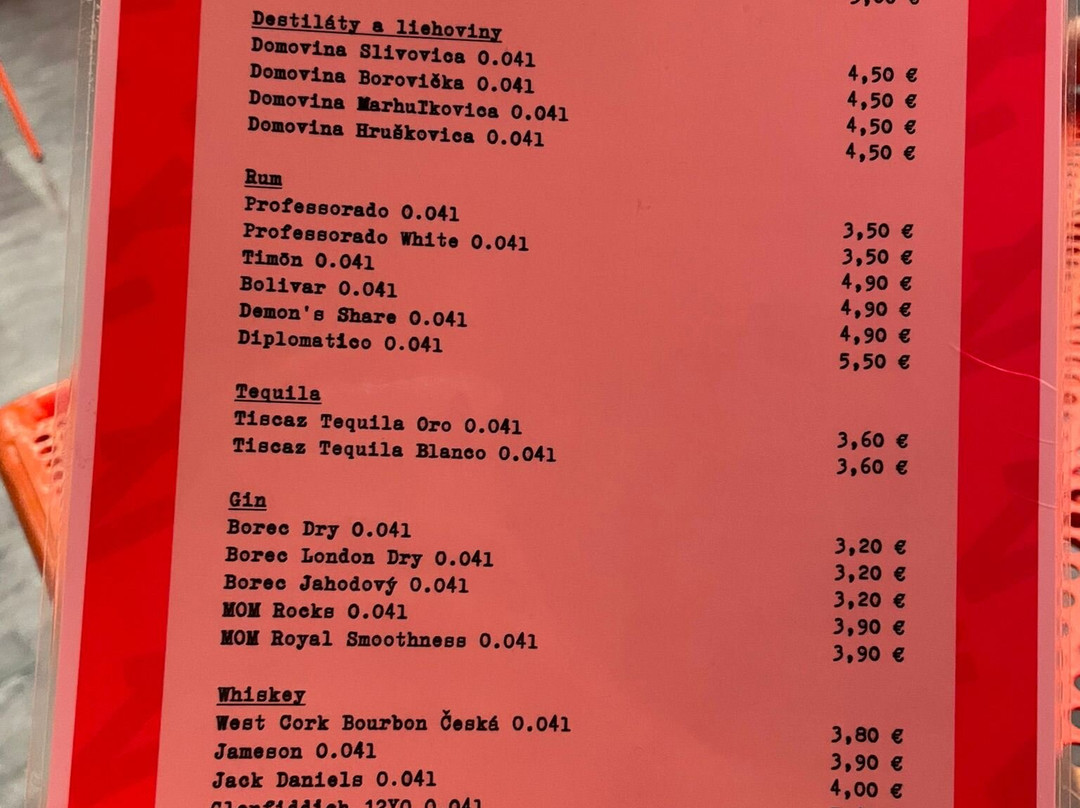 Destiláty a liehoviny
Domovina Slivovica 0.04l 4,50 €
Domovina Borovička 0.04l 4,50 €
Domovina Marhuľkovica 0.04l 4,50 €
Domovina Hruškovica 0.04l 4,50 €
Rum
Professorado 0.04l 3,50 €
Professorado White 0.04l 3,50 €
Timōn 0.04l 4,90 €
Bolivar 0.04l 4,90 €
Demon's Share 0.04l 4,90 €
Diplomatico 0.04l 5,50 €
Tequila
Tiscaz Tequila Oro 0.04l 3,60 €
Tiscaz Tequila Blanco 0.04l 3,60 €
Gin
Borec Dry 0.04l 3,20 €
Borec London Dry 0.04l 3,20 €
Borec Jahodový 0.04l 3,20 €
MOM Rocks 0.04l 3,90 €
MOM Royal Smoothness 0.04l 3,90 €
Whiskey
West Cork Bourbon Česká 0.04l 3,80 €
Jameson 0.04l 3,90 €
Jack Daniels 0.04l 4,00 €
Glenfiddich 12YO 0.04l